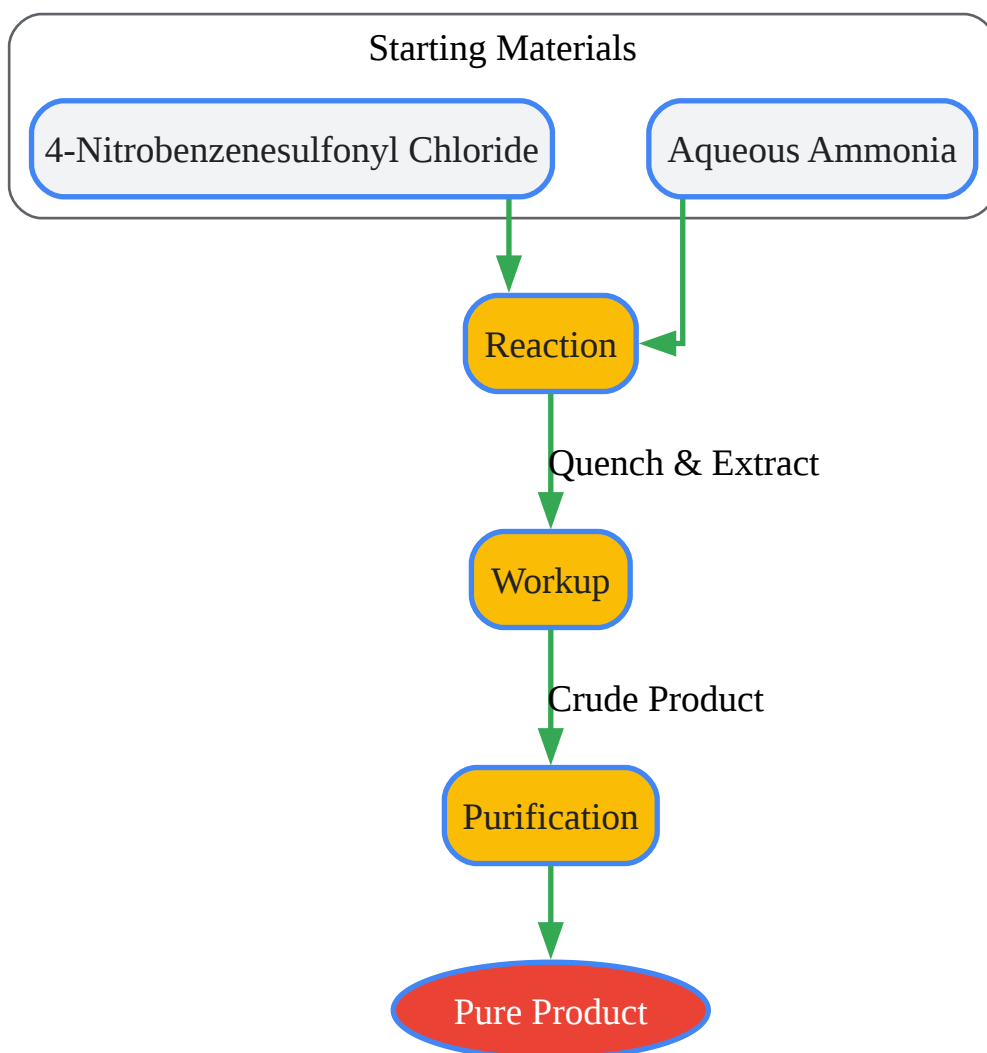 Starting Materials
4-Nitrobenzenesulfonyl Chloride
Aqueous Ammonia
Reaction
Quench & Extract
Workup
Crude Product
Purification
Pure Product